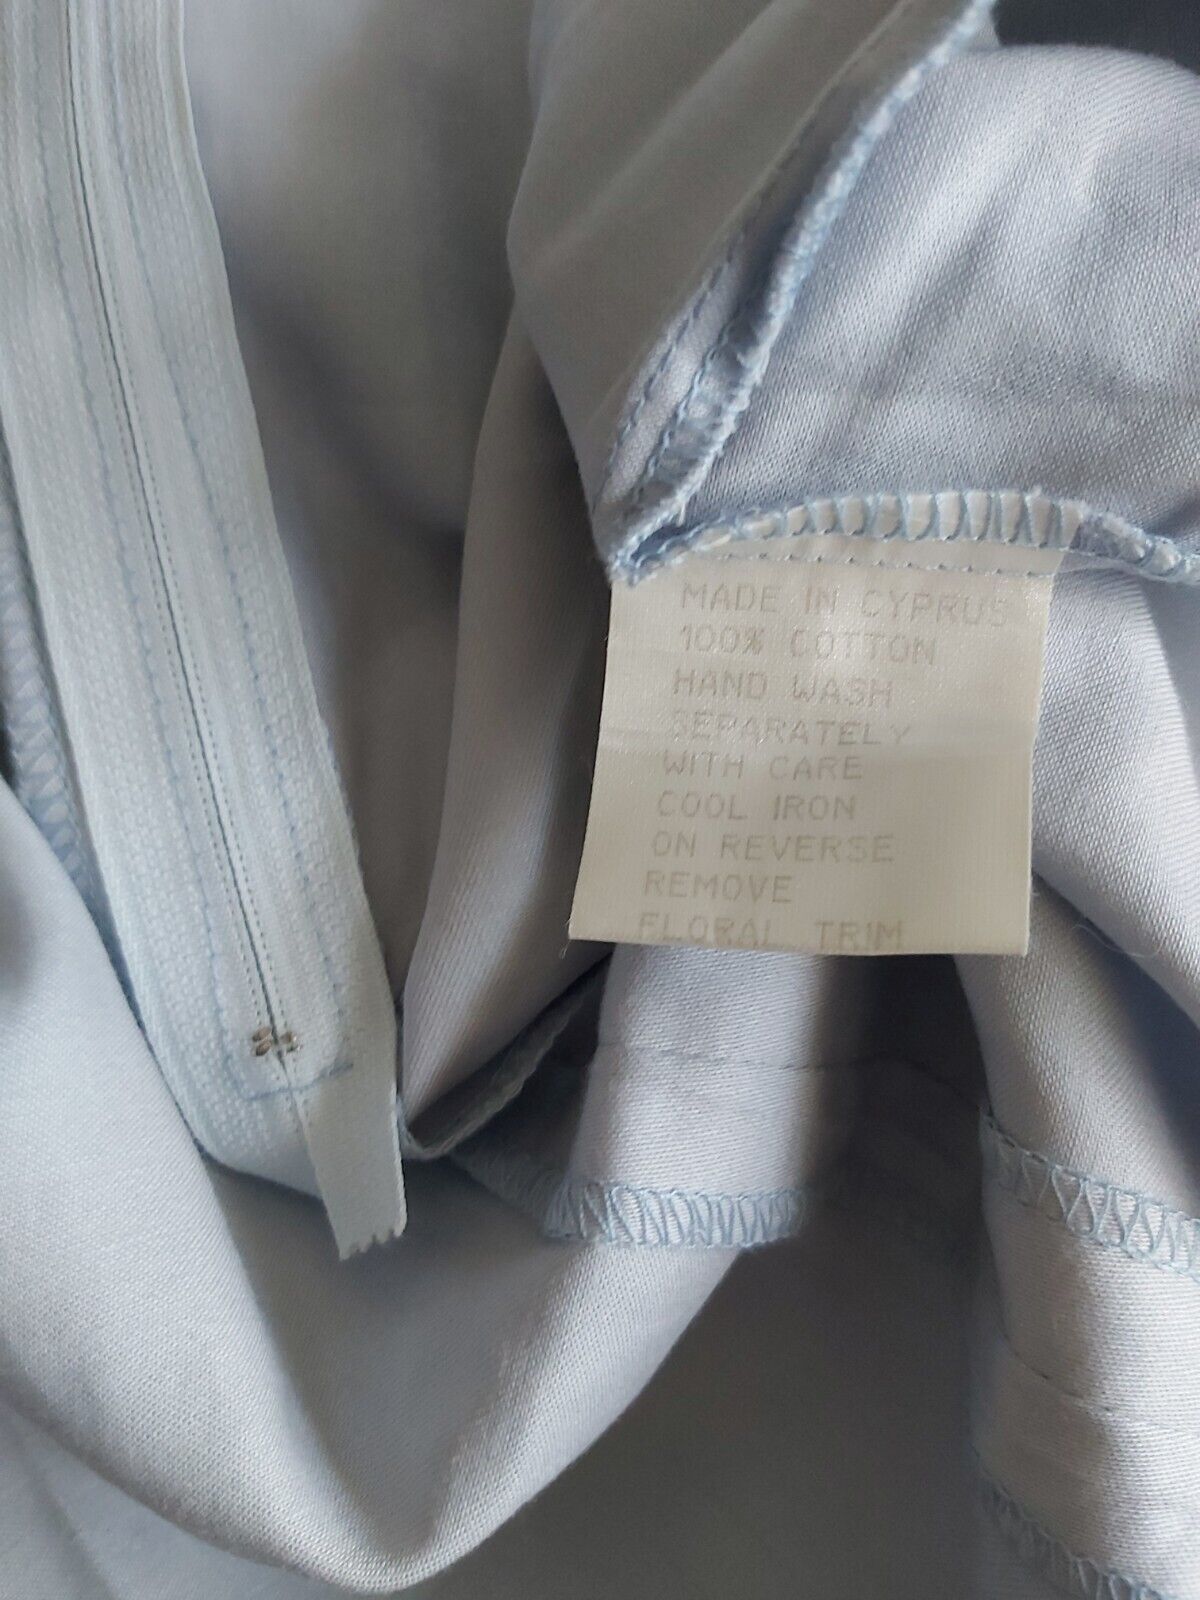 MADE IN CYPRUS
100% COTTON
HAND WASH
SEPARATELY
WITH CARE
COOL IRON
ON REVERSE
REMOVE
FLORAL TRIM